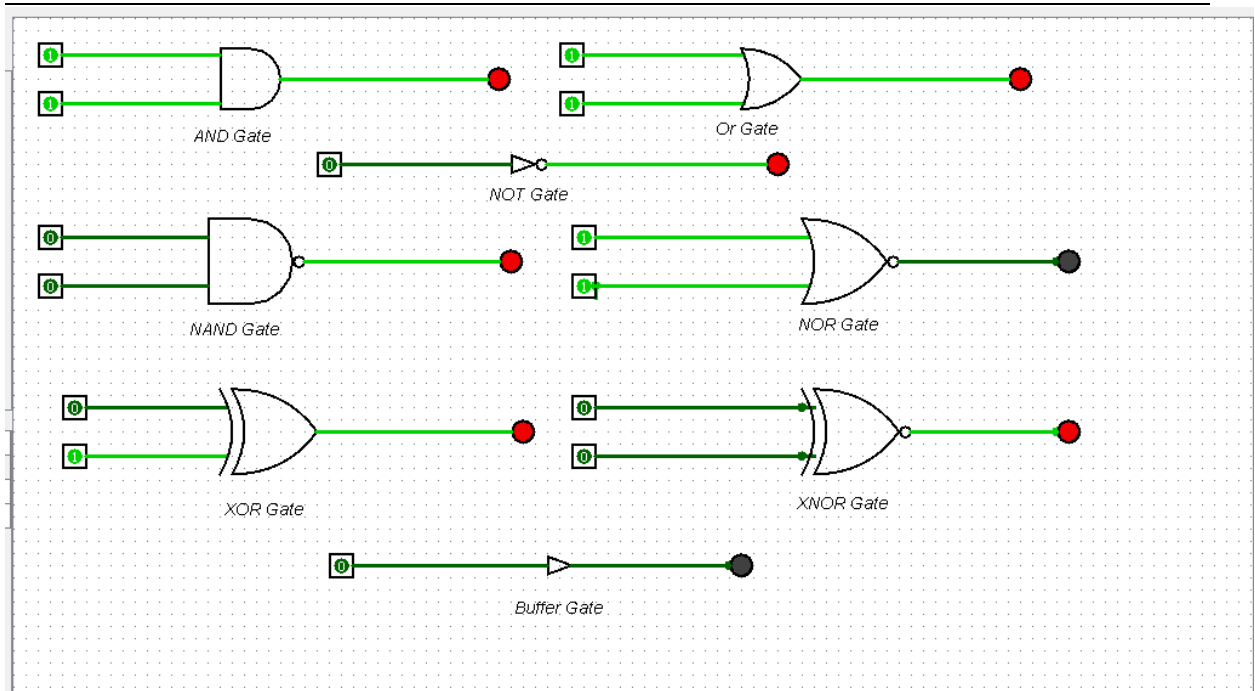 1
1
1
1
AND Gate
Or Gate
0
NOT Gate
0
1
0
1
NAND Gate
NOR Gate
0
0
1
0
XOR Gate
XNOR Gate
0
Buffer Gate